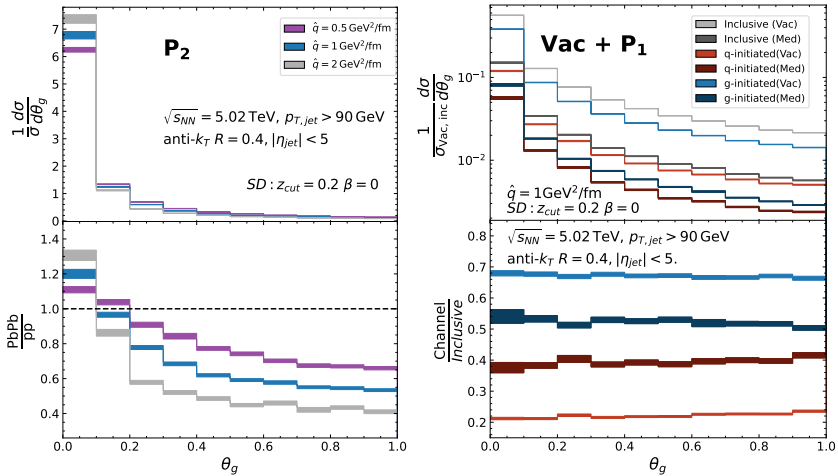 P₂
q̂ = 0.5 GeV²/fm
q̂ = 1 GeV²/fm
q̂ = 2 GeV²/fm
√s_NN = 5.02 TeV, p_T,jet > 90 GeV
anti-k_T R = 0.4, |η_jet| < 5
SD : z_cut = 0.2 β = 0
1/σ dσ/dθ_g
7
6
5
4
3
2
1
0
PbPb/pp
1.4
1.2
1.0
0.8
0.6
0.4
0.0 0.2 0.4 0.6 0.8 1.0
θ_g
Vac + P₁
Inclusive (Vac)
Inclusive (Med)
q-initiated(Vac)
q-initiated(Med)
g-initiated(Vac)
g-initiated(Med)
q̂ = 1GeV²/fm
SD : z_cut = 0.2 β = 0
1/σ_Vac, inc dσ/dθ_g
10⁻¹
10⁻²
√s_NN = 5.02 TeV, p_T,jet > 90 GeV
anti-k_T R = 0.4, |η_jet| < 5.
Channel/Inclusive
0.8
0.7
0.6
0.5
0.4
0.3
0.2
0.0 0.2 0.4 0.6 0.8 1.0
θ_g